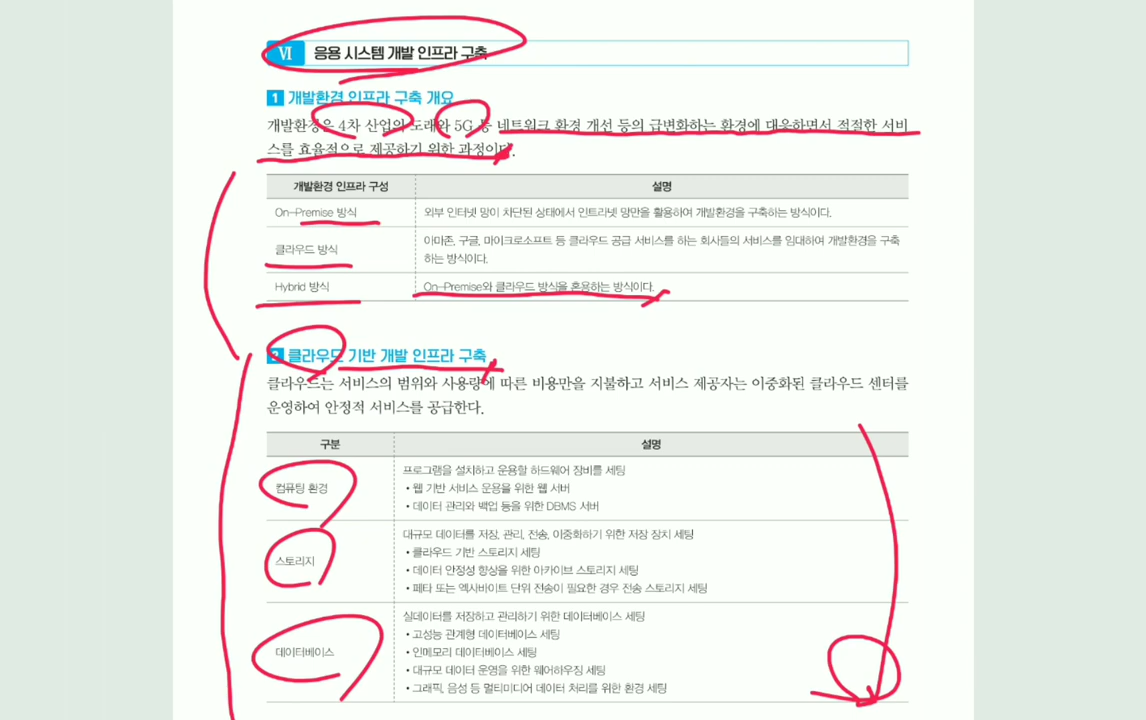 Ⅵ 응용 시스템 개발 인프라 구축
1 개발환경 인프라 구축 개요
개발환경은 4차 산업의 도래와 5G 등 네트워크 환경 개선 등의 급변화하는 환경에 대응하면서 적절한 서비
스를 효율적으로 제공하기 위한 과정이다.
개발환경 인프라 구성 설명
On-Premise 방식 외부 인터넷 망이 차단된 상태에서 인트라넷 망만을 활용하여 개발환경을 구축하는 방식이다.
클라우드 방식 아마존, 구글, 마이크로소프트 등 클라우드 공급 서비스를 하는 회사들의 서비스를 임대하여 개발환경을 구축
하는 방식이다.
Hybrid 방식 On-Premise와 클라우드 방식을 혼용하는 방식이다.
2 클라우드 기반 개발 인프라 구축
클라우드는 서비스의 범위와 사용량에 따른 비용만을 지불하고 서비스 제공자는 이중화된 클라우드 센터를
운영하여 안정적 서비스를 공급한다.
구분 설명
컴퓨팅 환경 프로그램을 설치하고 운용할 하드웨어 장비를 세팅
• 웹 기반 서비스 운용을 위한 웹 서버
• 데이터 관리와 백업 등을 위한 DBMS 서버
스토리지 대규모 데이터를 저장, 관리, 전송, 이중화하기 위한 저장 장치 세팅
• 클라우드 기반 스토리지 세팅
• 데이터 안정성 향상을 위한 아카이브 스토리지 세팅
• 페타 또는 엑사바이트 단위 전송이 필요한 경우 전송 스토리지 세팅
데이터베이스 실데이터를 저장하고 관리하기 위한 데이터베이스 세팅
• 고성능 관계형 데이터베이스 세팅
• 인메모리 데이터베이스 세팅
• 대규모 데이터 운영을 위한 웨어하우징 세팅
• 그래픽, 음성 등 멀티미디어 데이터 처리를 위한 환경 세팅